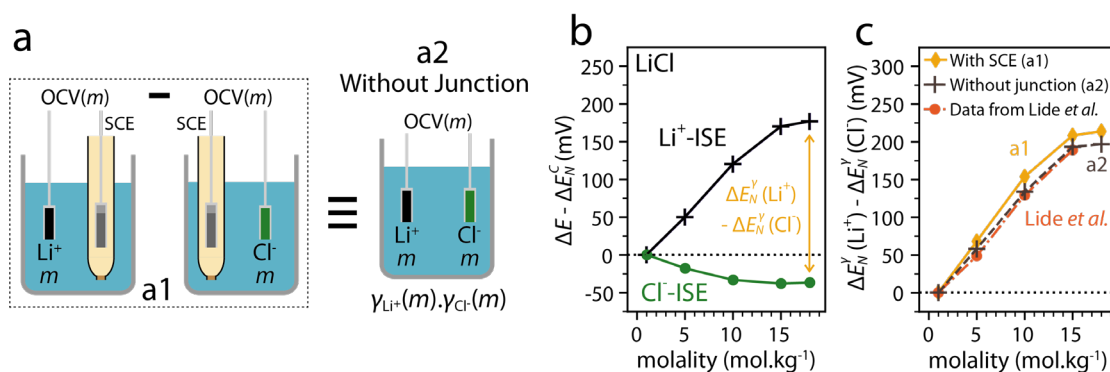 a
OCV(m)
OCV(m)
SCE
SCE
Li⁺
m
Cl⁻
m
a1
a2
Without Junction
OCV(m)
Li⁺
m
Cl⁻
m
γLi⁺(m).γCl⁻(m)
b
LiCl
Li⁺-ISE
ΔE_N^γ(Li⁺)
- ΔE_N^γ(Cl⁻)
Cl⁻-ISE
ΔE - ΔE_N^C (mV)
250
200
150
100
50
0
-50
0 5 10 15
molality (mol.kg⁻¹)
c
With SCE (a1)
Without junction (a2)
Data from Lide et al.
a1
a2
Lide et al.
ΔE_N^γ(Li⁺) - ΔE_N^γ(Cl⁻) (mV)
300
250
200
150
100
50
0
0 5 10 15
molality (mol.kg⁻¹)